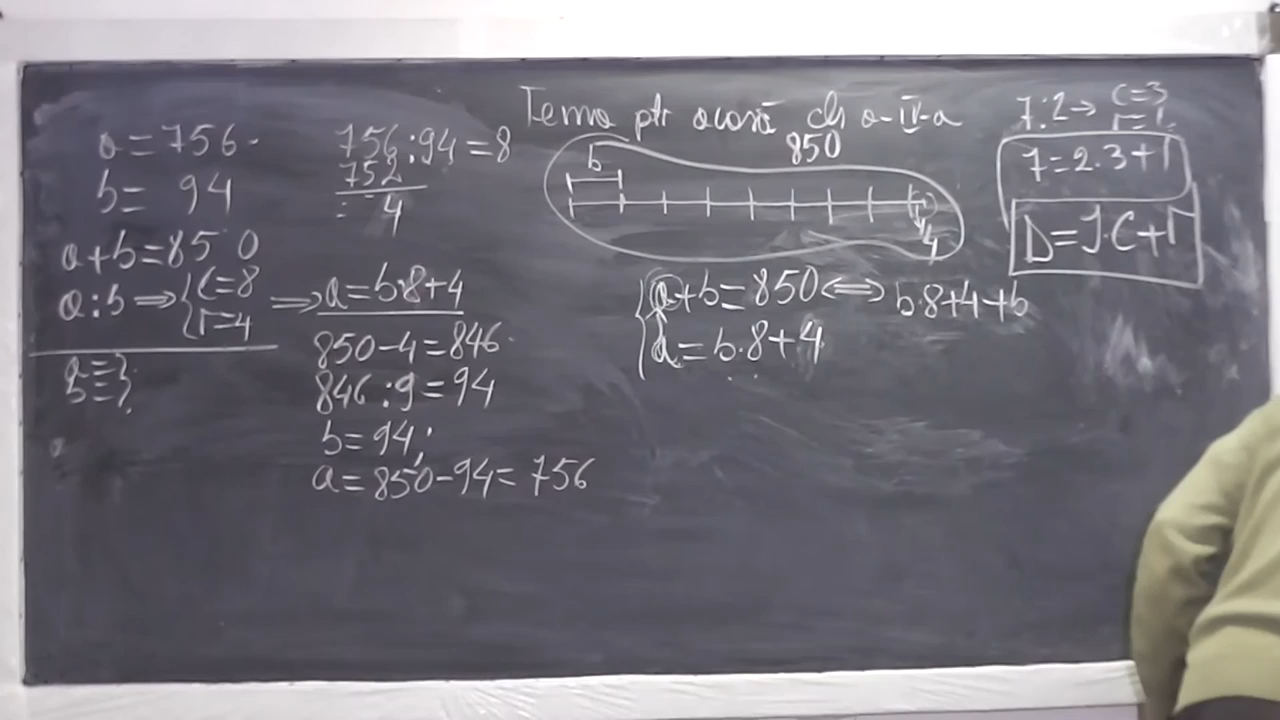 a=756
b= 94
a+b=850
a:b⇒{c=8
r=4
a=?
b=?
756:94=8
752
4
⇒a=b·8+4
850-4=846
846:9=94
b=94;
a=850-94=756
Tema ptr acasă cls a-IV-a
850
b
4
{a+b=850⇔b·8+4+b
a=b·8+4
7:2→ c=3
r=1
7=2·3+1
D=Î·C+r